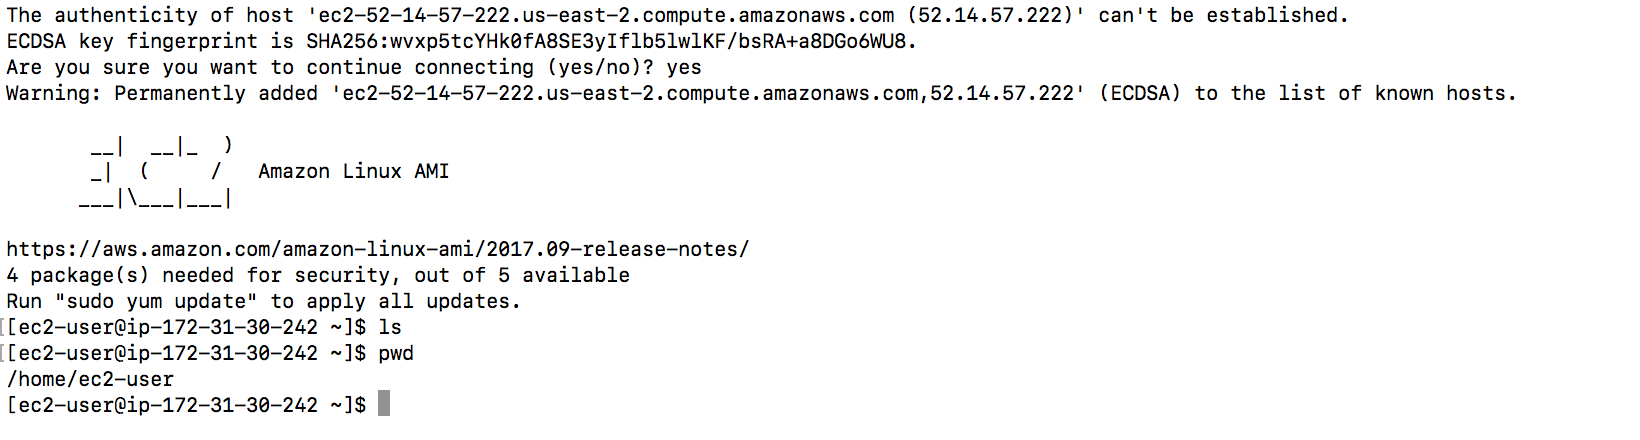 The authenticity of host 'ec2-52-14-57-222.us-east-2.compute.amazonaws.com (52.14.57.222)' can't be established.
ECDSA key fingerprint is SHA256:wvxp5tcYHk0fA8SE3yIflb5lwlKF/bsRA+a8DGo6WU8.
Are you sure you want to continue connecting (yes/no)? yes
Warning: Permanently added 'ec2-52-14-57-222.us-east-2.compute.amazonaws.com,52.14.57.222' (ECDSA) to the list of known hosts.
       __|  __|_  )
       _|  (     /   Amazon Linux AMI
      ___|\___|___|
https://aws.amazon.com/amazon-linux-ami/2017.09-release-notes/
4 package(s) needed for security, out of 5 available
Run "sudo yum update" to apply all updates.
[[ec2-user@ip-172-31-30-242 ~]$ ls
[[ec2-user@ip-172-31-30-242 ~]$ pwd
/home/ec2-user
[ec2-user@ip-172-31-30-242 ~]$